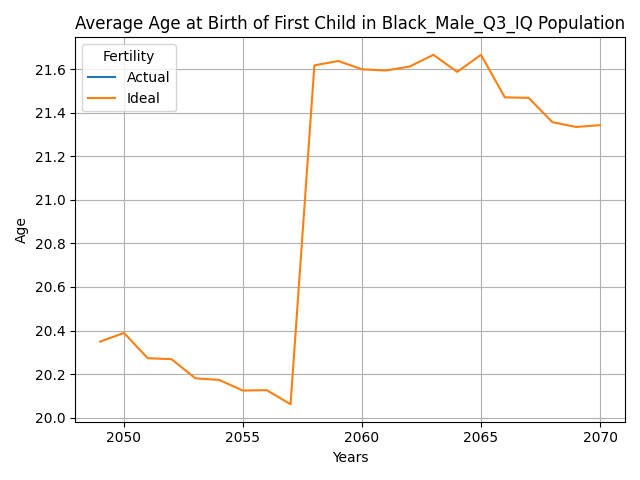 Average Age at Birth of First Child in Black_Male_Q3_IQ Population
Fertility
Actual
Ideal
21.6
21.4
21.2
21.0
20.8
20.6
20.4
20.2
20.0
Age
2050 2055 2060 2065 2070
Years